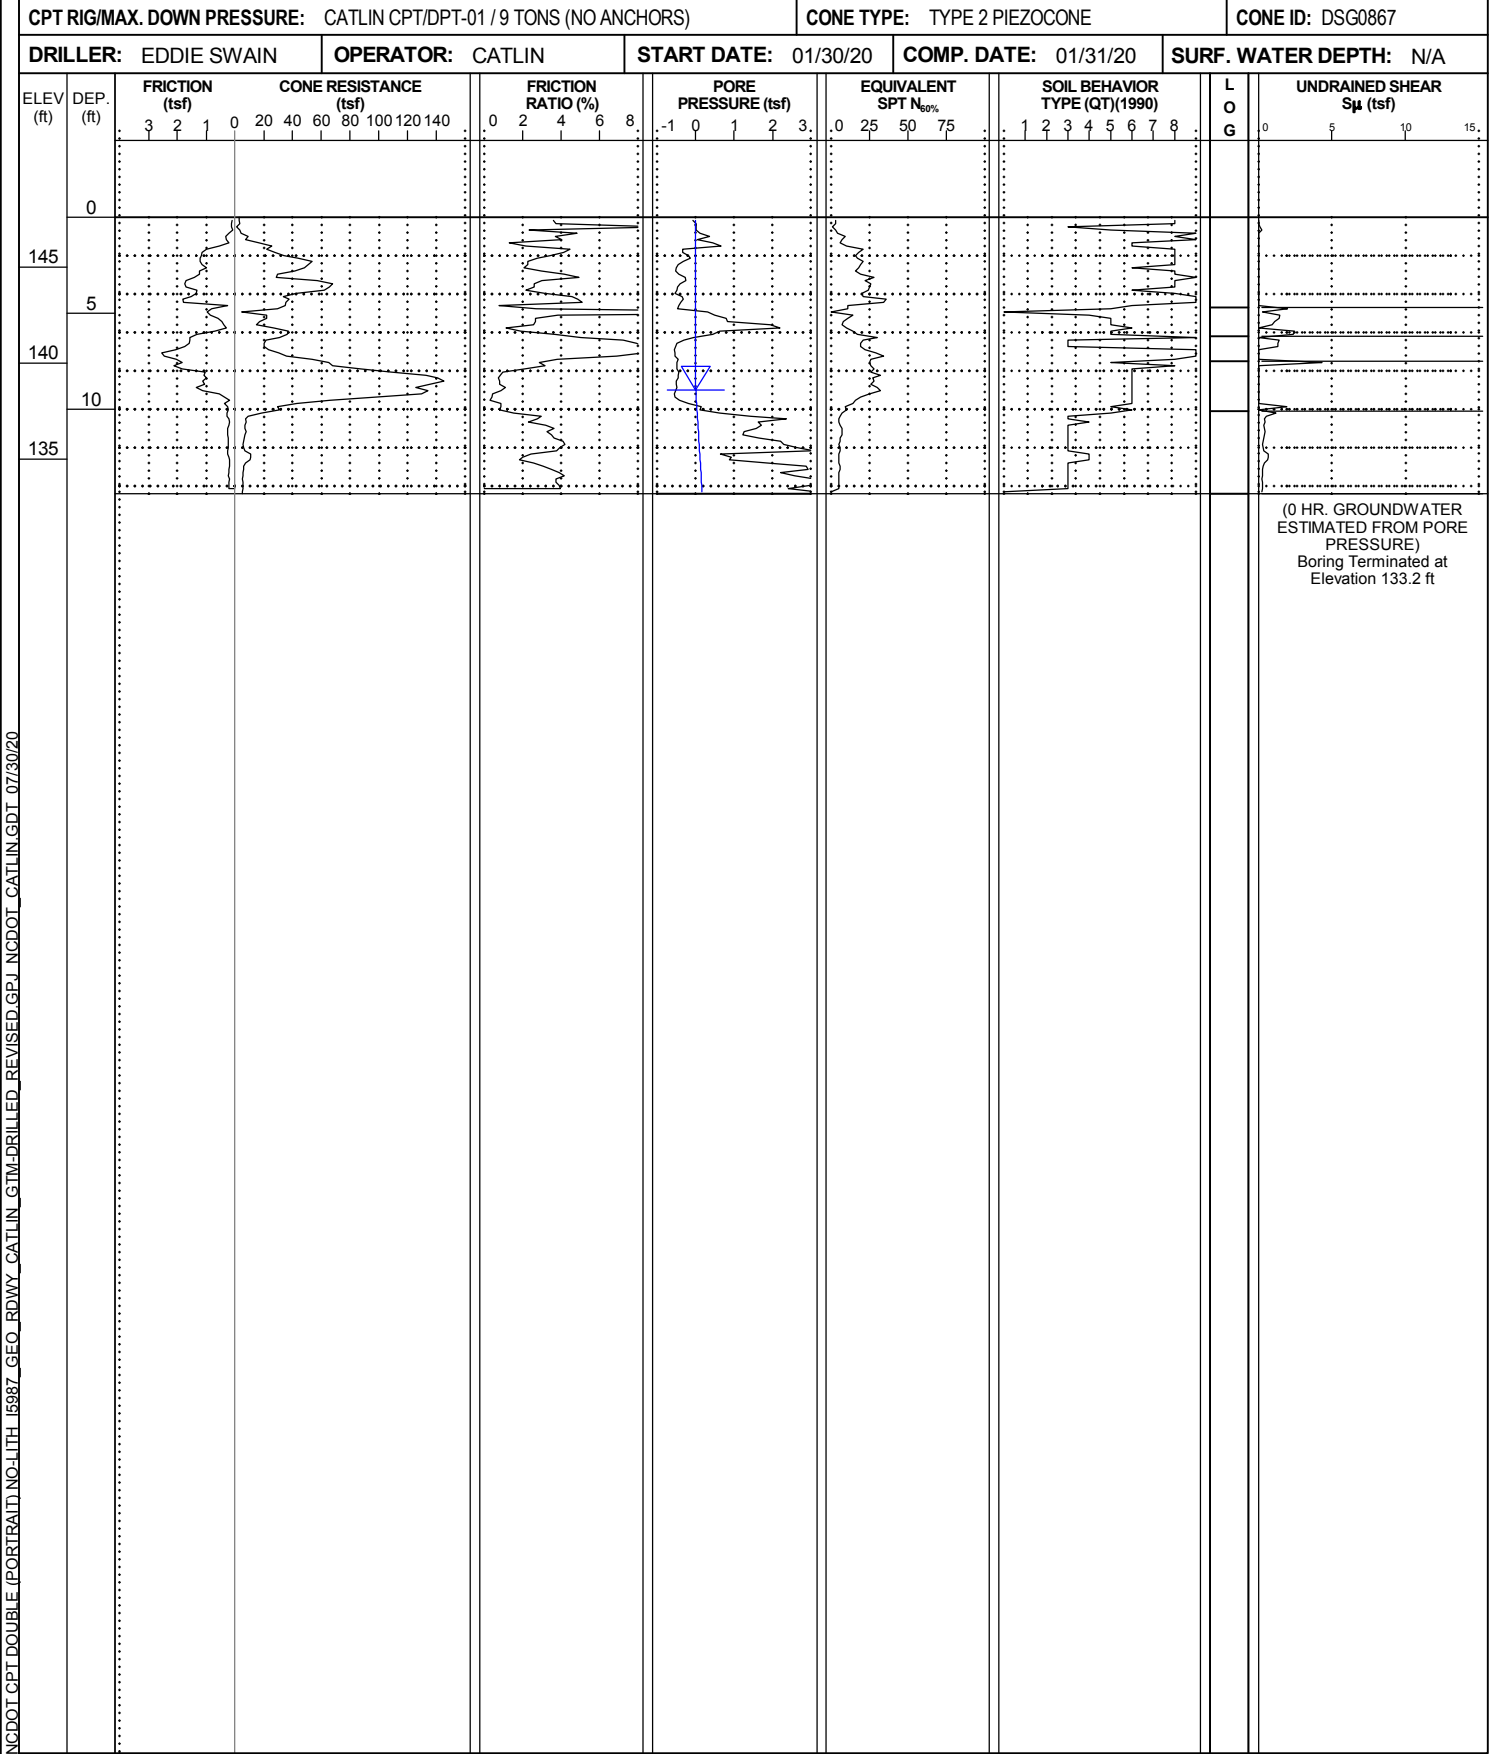 CPT RIG/MAX. DOWN PRESSURE: CATLIN CPT/DPT-01 / 9 TONS (NO ANCHORS) CONE TYPE: TYPE 2 PIEZOCONE CONE ID: DSG0867
DRILLER: EDDIE SWAIN OPERATOR: CATLIN START DATE: 01/30/20 COMP. DATE: 01/31/20 SURF. WATER DEPTH: N/A
ELEV (ft)
DEP. (ft)
FRICTION (tsf)
3 2 1 0
CONE RESISTANCE (tsf)
20 40 60 80 100 120 140
FRICTION RATIO (%)
0 2 4 6 8
PORE PRESSURE (tsf)
-1 0 1 2 3
EQUIVALENT SPT N60%
0 25 50 75
SOIL BEHAVIOR TYPE (QT)(1990)
1 2 3 4 5 6 7 8
L
O
G
UNDRAINED SHEAR Sμ (tsf)
0 5 10 15
0
145
5
140
10
135
(0 HR. GROUNDWATER
ESTIMATED FROM PORE
PRESSURE)
Boring Terminated at
Elevation 133.2 ft
NCDOT CPT DOUBLE (PORTRAIT) NO-LITH I5987_GEO_RDWY_CATLIN_GTM-DRILLED_REVISED.GPJ NCDOT_CATLIN.GDT 07/30/20